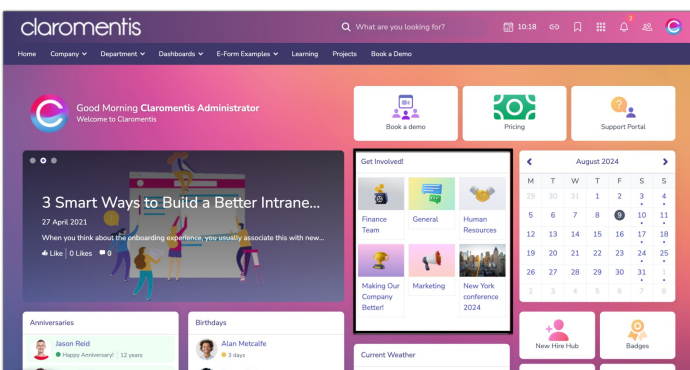 claromentis
What are you looking for?
10:18
2
Home
Company
Department
Dashboards
E-Form Examples
Learning
Projects
Book a Demo
Good Morning Claromentis Administrator
Welcome to Claromentis
Book a demo
Pricing
Support Portal
3 Smart Ways to Build a Better Intrane...
27 April 2021
When you think about the onboarding experience, you usually associate this with new...
Like | 0 Likes 0
Get Involved!
Finance
Team
General
Human
Resources
Making Our
Company
Better!
Marketing
New York
conference
2024
August 2024
M T W T F S S
29 30 31 1 2 3 4
5 6 7 8 9 10 11
12 13 14 15 16 17 18
19 20 21 22 23 24 25
26 27 28 29 30 31 1
2 3 4 5 6 7 8
Anniversaries
Jason Reid
Happy Anniversary! | 12 years
Birthdays
Alan Metcalfe
3 days
Current Weather
New Hire
Hub
Badges